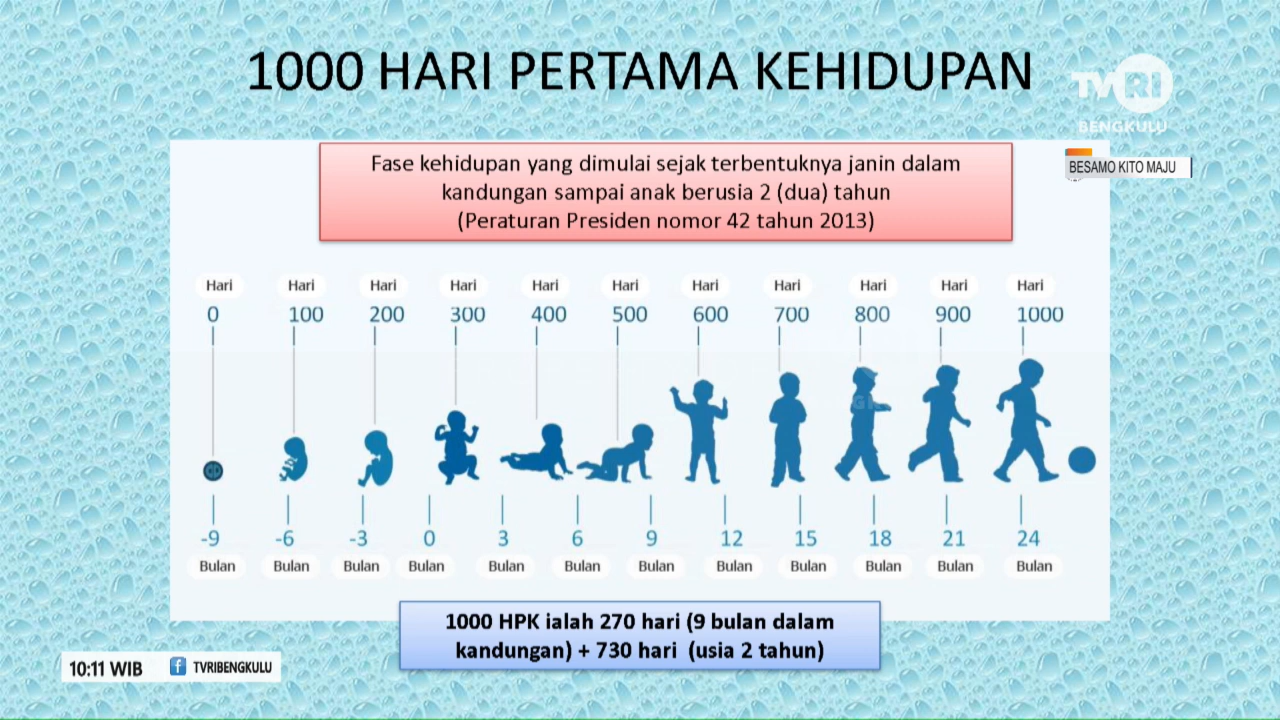 1000 HARI PERTAMA KEHIDUPAN
TVRI
BENGKULU
BESAMO KITO MAJU
Fase kehidupan yang dimulai sejak terbentuknya janin dalam
kandungan sampai anak berusia 2 (dua) tahun
(Peraturan Presiden nomor 42 tahun 2013)
Hari Hari Hari Hari Hari Hari Hari Hari Hari Hari Hari
0 100 200 300 400 500 600 700 800 900 1000
-9 -6 -3 0 3 6 9 12 15 18 21 24
Bulan Bulan Bulan Bulan Bulan Bulan Bulan Bulan Bulan Bulan Bulan Bulan
1000 HPK ialah 270 hari (9 bulan dalam
kandungan) + 730 hari (usia 2 tahun)
10:11 WIB f TVRIBENGKULU